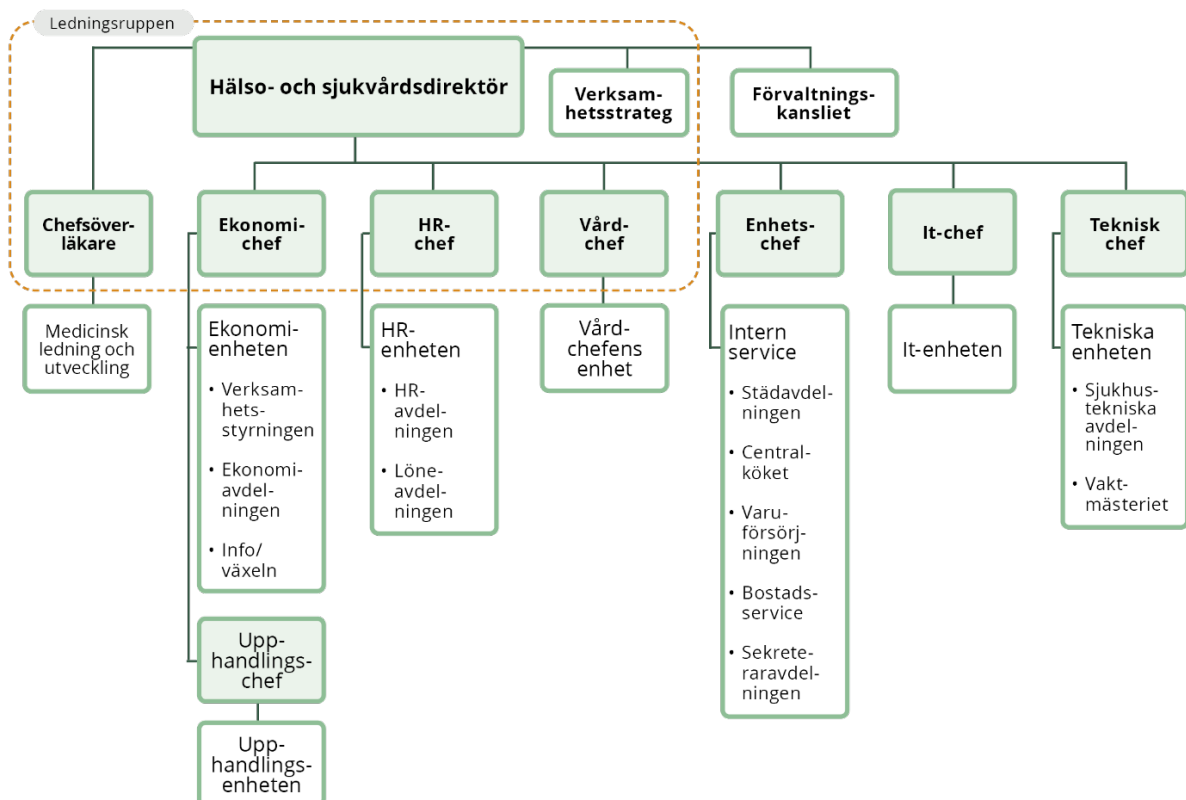 Ledningsruppen
Hälso- och sjukvårdsdirektör
Verksam-
hetsstrateg
Förvaltnings-
kansliet
Chefsöver-
läkare
Ekonomi-
chef
HR-
chef
Vård-
chef
Enhets-
chef
It-chef
Teknisk
chef
Medicinsk
ledning och
utveckling
Ekonomi-
enheten
• Verksam-
hets-
styrningen
• Ekonomi-
avdel-
ningen
• Info/
växeln
HR-
enheten
• HR-
avdel-
ningen
• Löne-
avdel-
ningen
Vård-
chefens
enhet
Intern
service
• Städavdel-
ningen
• Central-
köket
• Varu-
försörj-
ningen
• Bostads-
service
• Sekrete-
raravdel-
ningen
It-enheten
Tekniska
enheten
• Sjukhus-
tekniska
avdel-
ningen
• Vakt-
mästeriet
Upp-
handlings-
chef
Upp-
handlings-
enheten